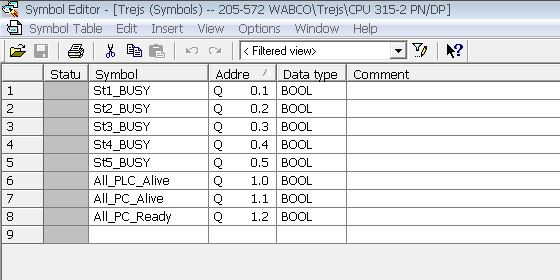 Symbol Editor - [Trejs (Symbols) -- 205-572 WABCO\Trejs\CPU 315-2 PN/DP]
Symbol Table Edit Insert View Options Window Help
< Filtered view>
Statu Symbol Addre Data type Comment
1 St1_BUSY Q 0.1 BOOL
2 St2_BUSY Q 0.2 BOOL
3 St3_BUSY Q 0.3 BOOL
4 St4_BUSY Q 0.4 BOOL
5 St5_BUSY Q 0.5 BOOL
6 All_PLC_Alive Q 1.0 BOOL
7 All_PC_Alive Q 1.1 BOOL
8 All_PC_Ready Q 1.2 BOOL
9